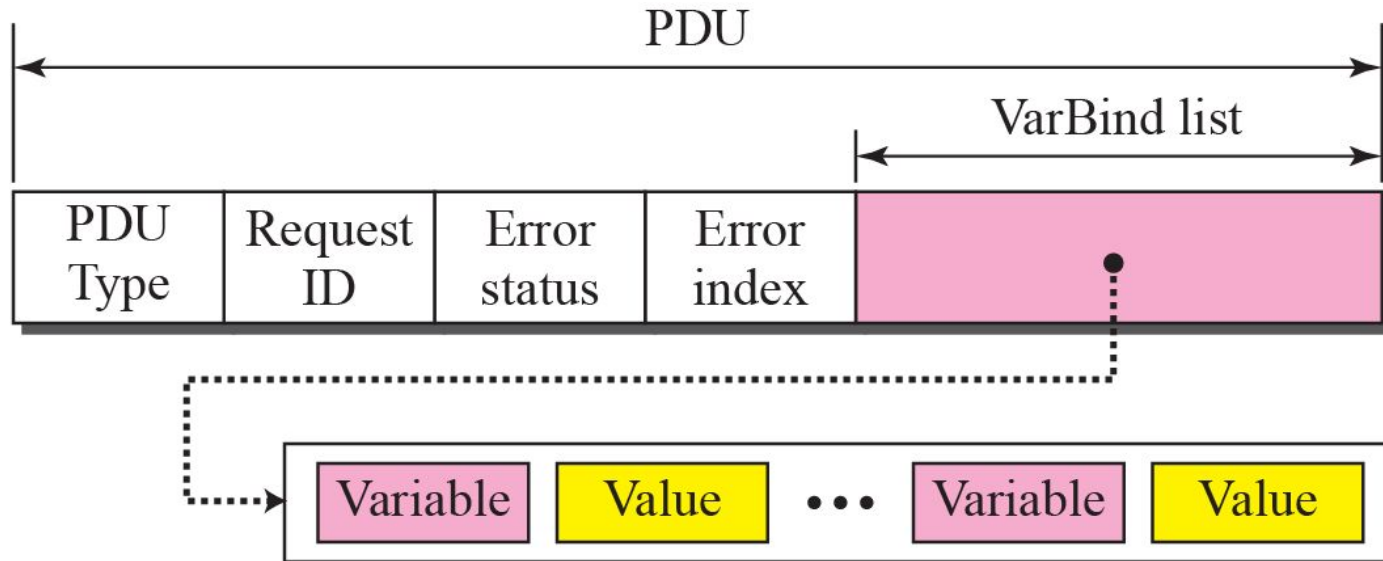 PDU
VarBind list
PDU Type
Request ID
Error status
Error index
Variable Value ••• Variable Value